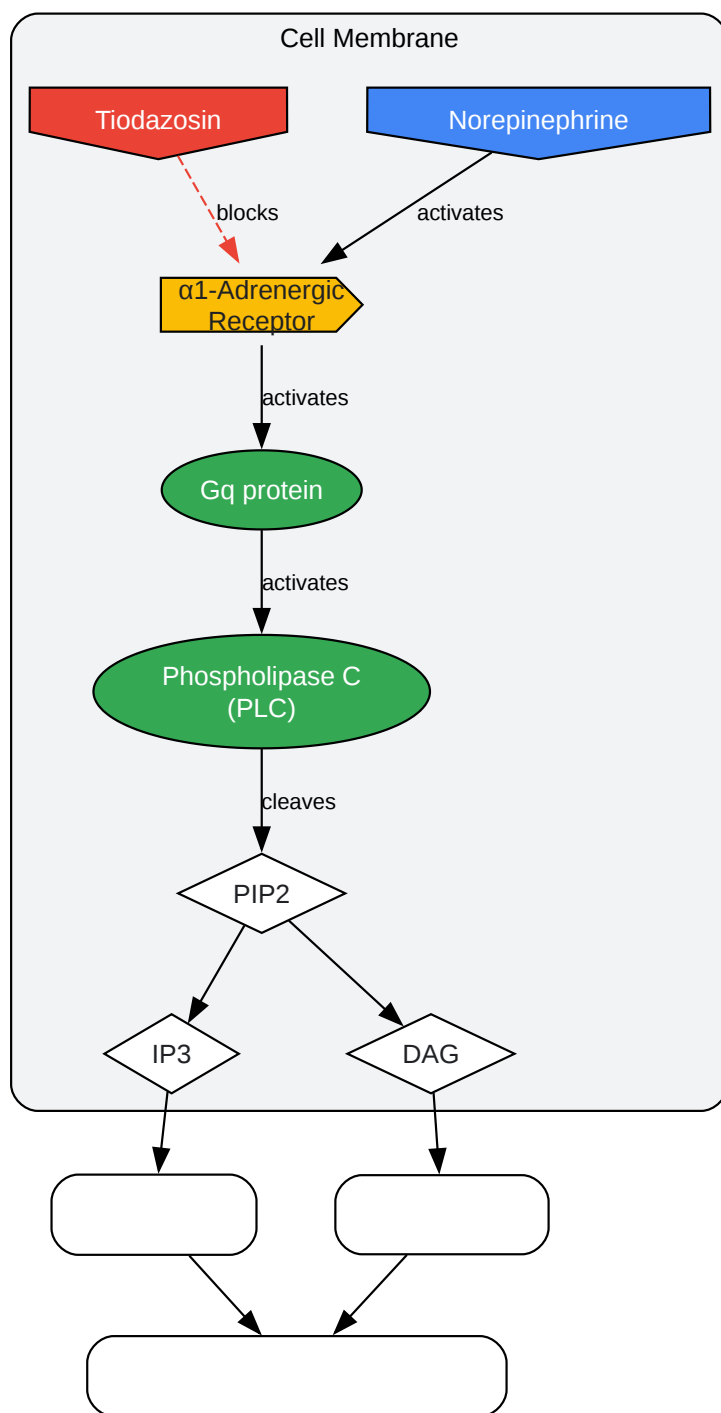 Cell Membrane
Tiodazosin
Norepinephrine
blocks
activates
α1-Adrenergic
Receptor
activates
Gq protein
activates
Phospholipase C
(PLC)
cleaves
PIP2
IP3
DAG